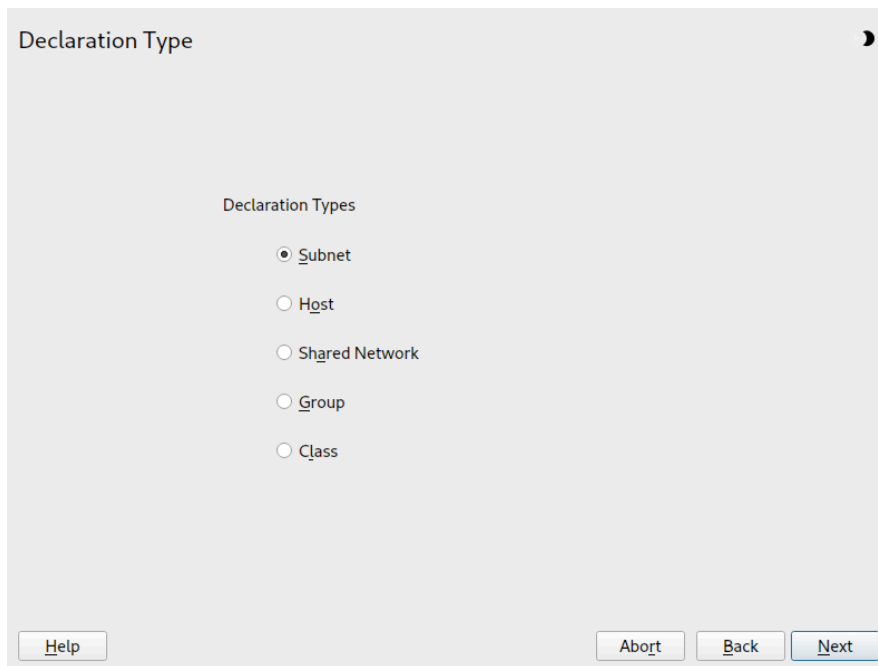 Declaration Type
Declaration Types
Subnet
Host
Shared Network
Group
Class
Help Abort Back Next